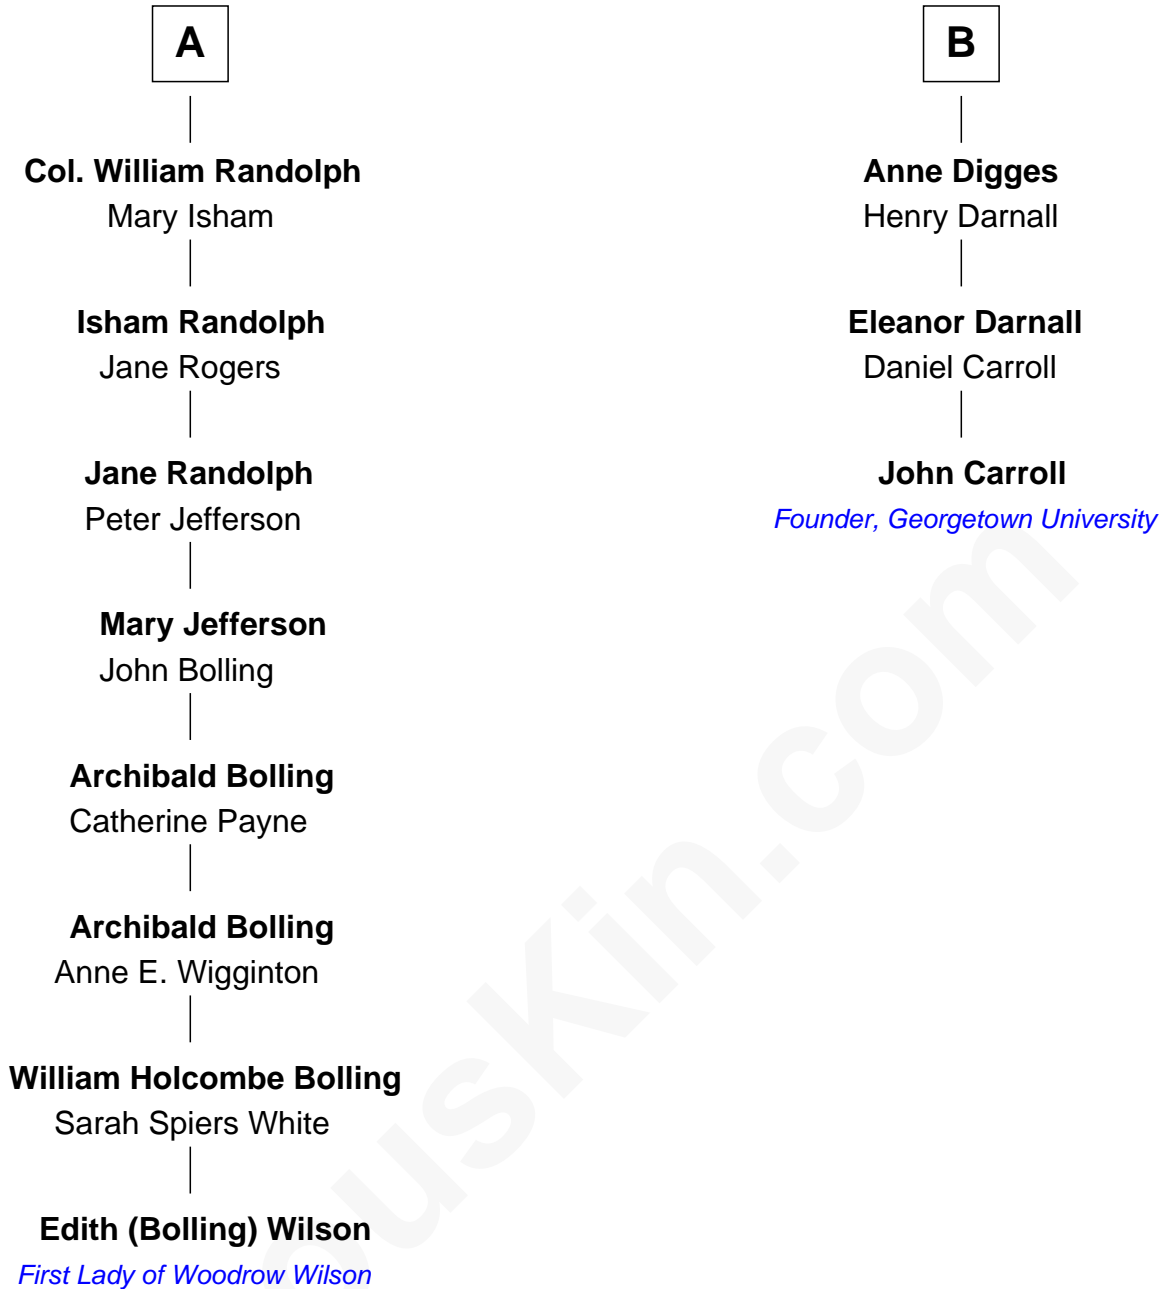 A
Col. William Randolph
Mary Isham
Isham Randolph
Jane Rogers
Jane Randolph
Peter Jefferson
Mary Jefferson
John Bolling
Archibald Bolling
Catherine Payne
Archibald Bolling
Anne E. Wigginton
William Holcombe Bolling
Sarah Spiers White
Edith (Bolling) Wilson
First Lady of Woodrow Wilson
B
Anne Digges
Henry Darnall
Eleanor Darnall
Daniel Carroll
John Carroll
Founder, Georgetown University
ousKin.com